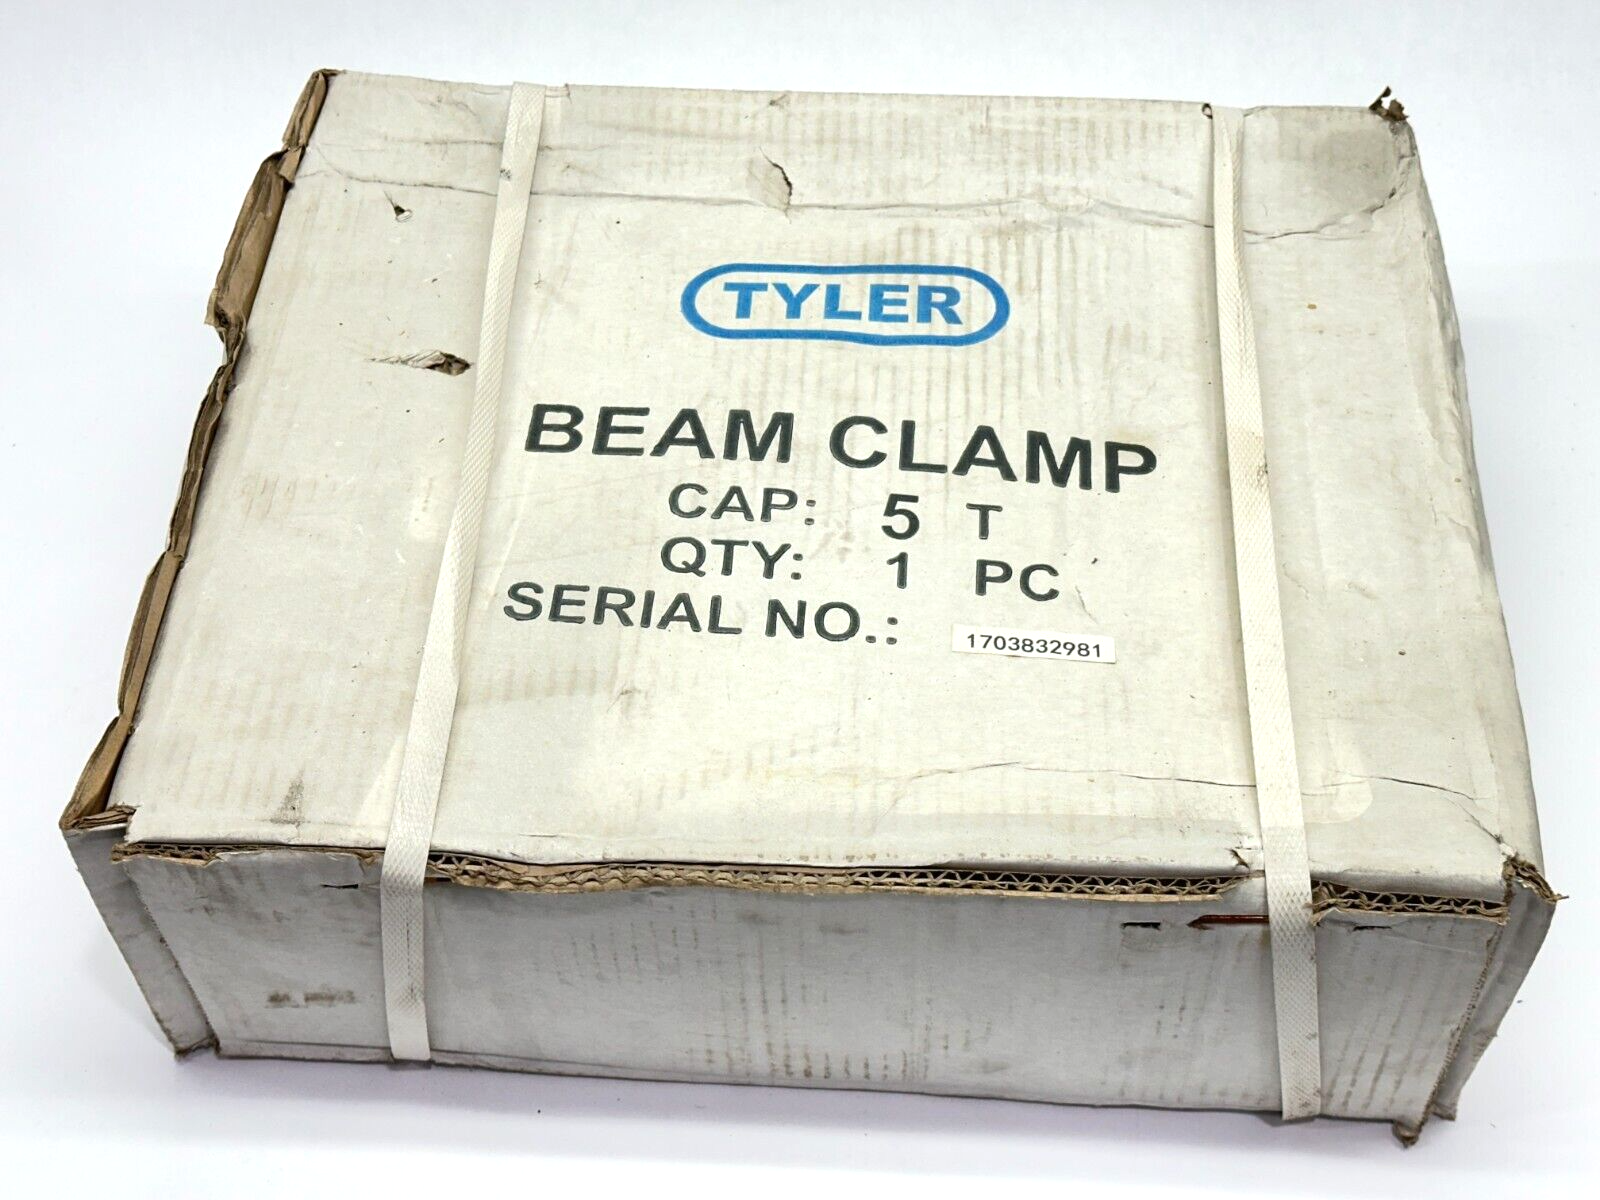 TYLER
BEAM CLAMP
CAP: 5 T
QTY: 1 PC
SERIAL NO.: 1703832981